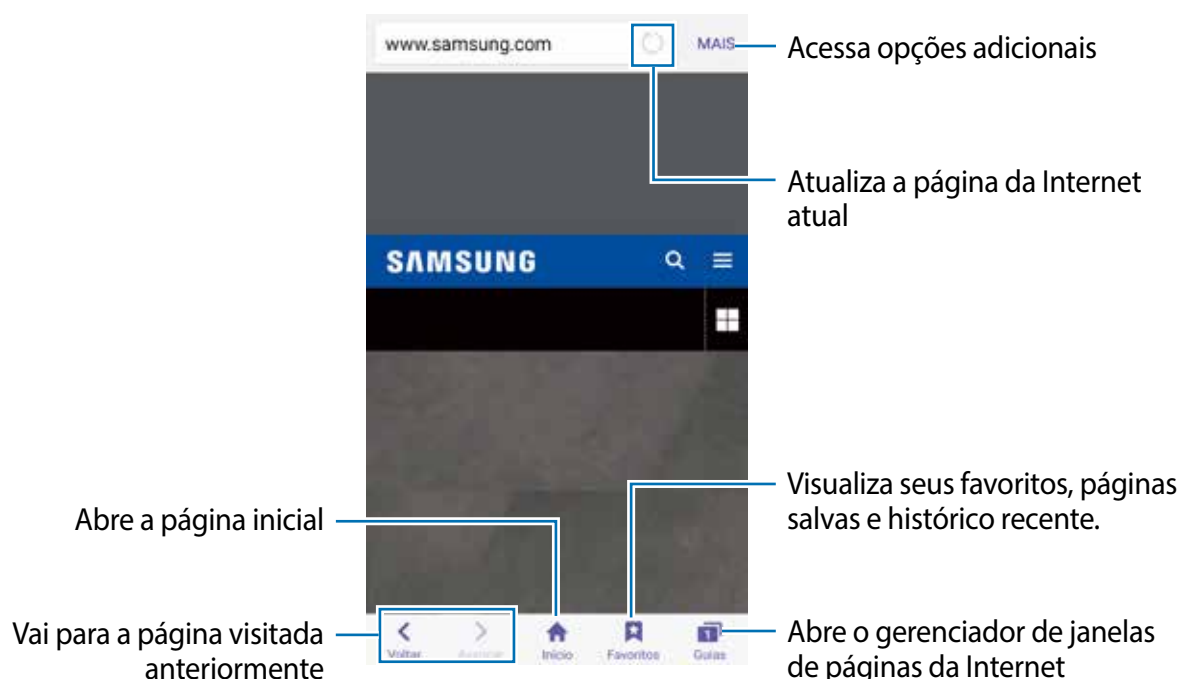 www.samsung.com
MAIS
Acessa opções adicionais
Atualiza a página da Internet
atual
SAMSUNG
Visualiza seus favoritos, páginas
salvas e histórico recente.
Abre a página inicial
Vai para a página visitada
anteriormente
Voltar
Avançar
Início
Favoritos
1
Guias
Abre o gerenciador de janelas
de páginas da Internet